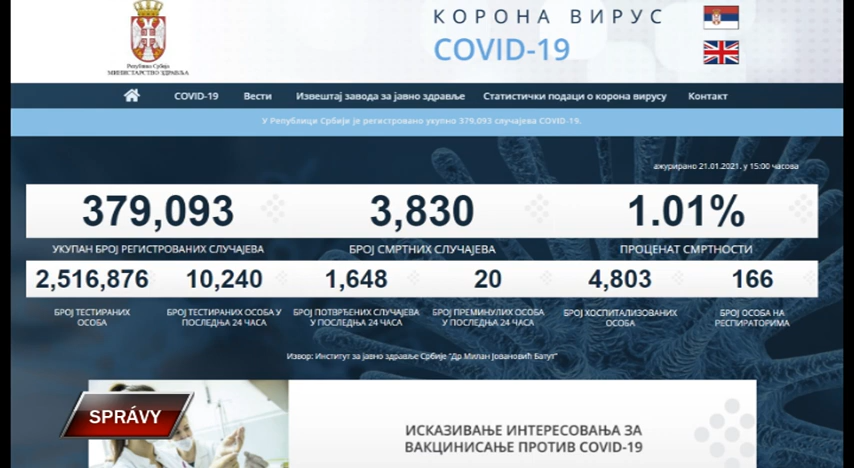 КОРОНА ВИРУС
COVID-19
Република Србија
МИНИСТАРСТВО ЗДРАВЉА
COVID-19 Вести Извештај завода за јавно здравље Статистички подаци о корона вирусу Контакт
У Републици Србији је регистровано укупно 379.093 случајева COVID-19.
ажурирано 21.01.2021. у 15:00 часова
379,093 3,830 1.01%
УКУПАН БРОЈ РЕГИСТРОВАНИХ СЛУЧАЈЕВА БРОЈ СМРТНИХ СЛУЧАЈЕВА ПРОЦЕНАТ СМРТНОСТИ
2,516,876 10,240 1,648 20 4,803 166
БРОЈ ТЕСТИРАНИХ ОСОБА БРОЈ ТЕСТИРАНИХ ОСОБА У ПОСЛЕДЊА 24 ЧАСА БРОЈ ПОТВРЂЕНИХ СЛУЧАЈЕВА У ПОСЛЕДЊА 24 ЧАСА БРОЈ ПРЕМИНУЛИХ ОСОБА У ПОСЛЕДЊА 24 ЧАСА БРОЈ ХОСПИТАЛИЗОВАНИХ ОСОБА БРОЈ ОСОБА НА РЕСПИРАТОРИМА
Извор: Институт за јавно здравље Србије "Др Милан Јовановић Батут"
SPRÁVY
ИСКАЗИВАЊЕ ИНТЕРЕСОВАЊА ЗА
ВАКЦИНИСАЊЕ ПРОТИВ COVID-19